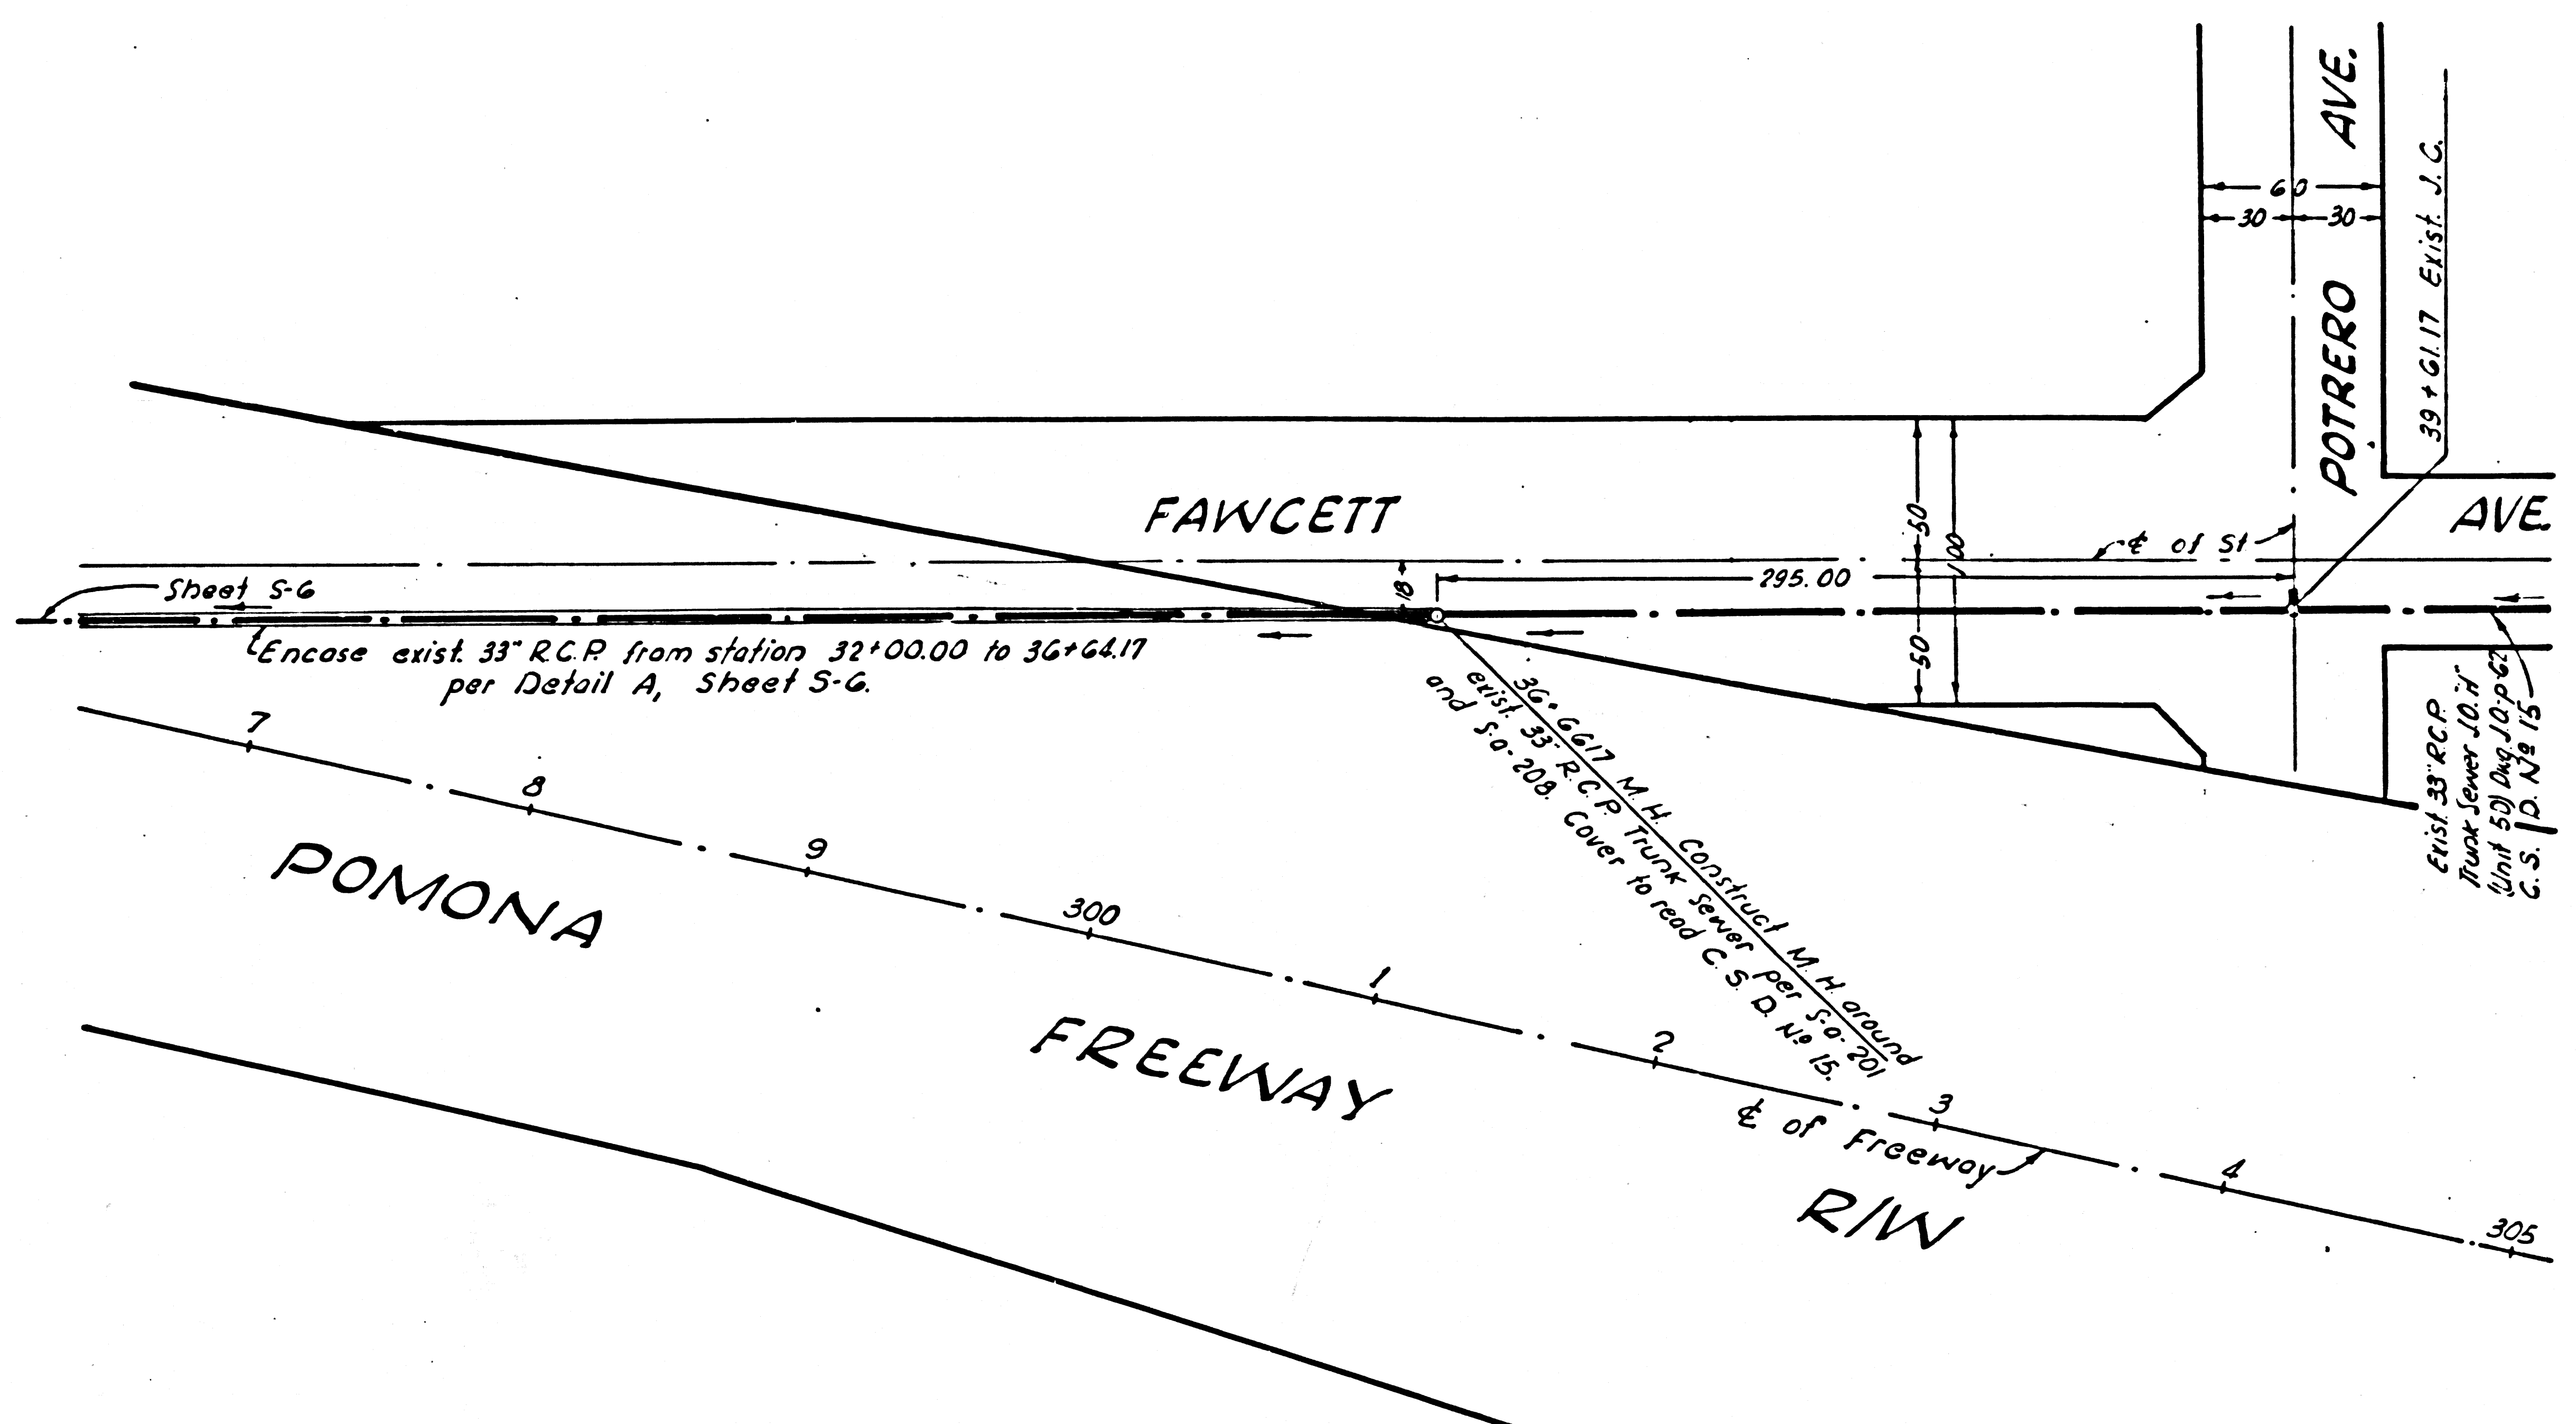 POTRERO AVE.
60
30 30
39+61.17 Exist. J.C.
FAWCETT AVE.
℄ of St
50
50
100
18
295.00
Sheet S-6
Encase exist. 33" R.C.P. from station 32+00.00 to 36+64.17
per Detail A, Sheet S-6.
36+66.17 M.H. Construct M.H. around
exist. 33" R.C.P. Trunk Sewer per S-a-201
and S-a-208. Cover to read C.S.D. Nº 15.
Exist. 33" R.C.P.
Trunk Sewer J.O. "H"
Unit 5D, Dwg. J.O.-p-62
C.S.D. Nº 15
7
8
9
300
1
2
3
4
305
POMONA FREEWAY R/W
℄ of Freeway